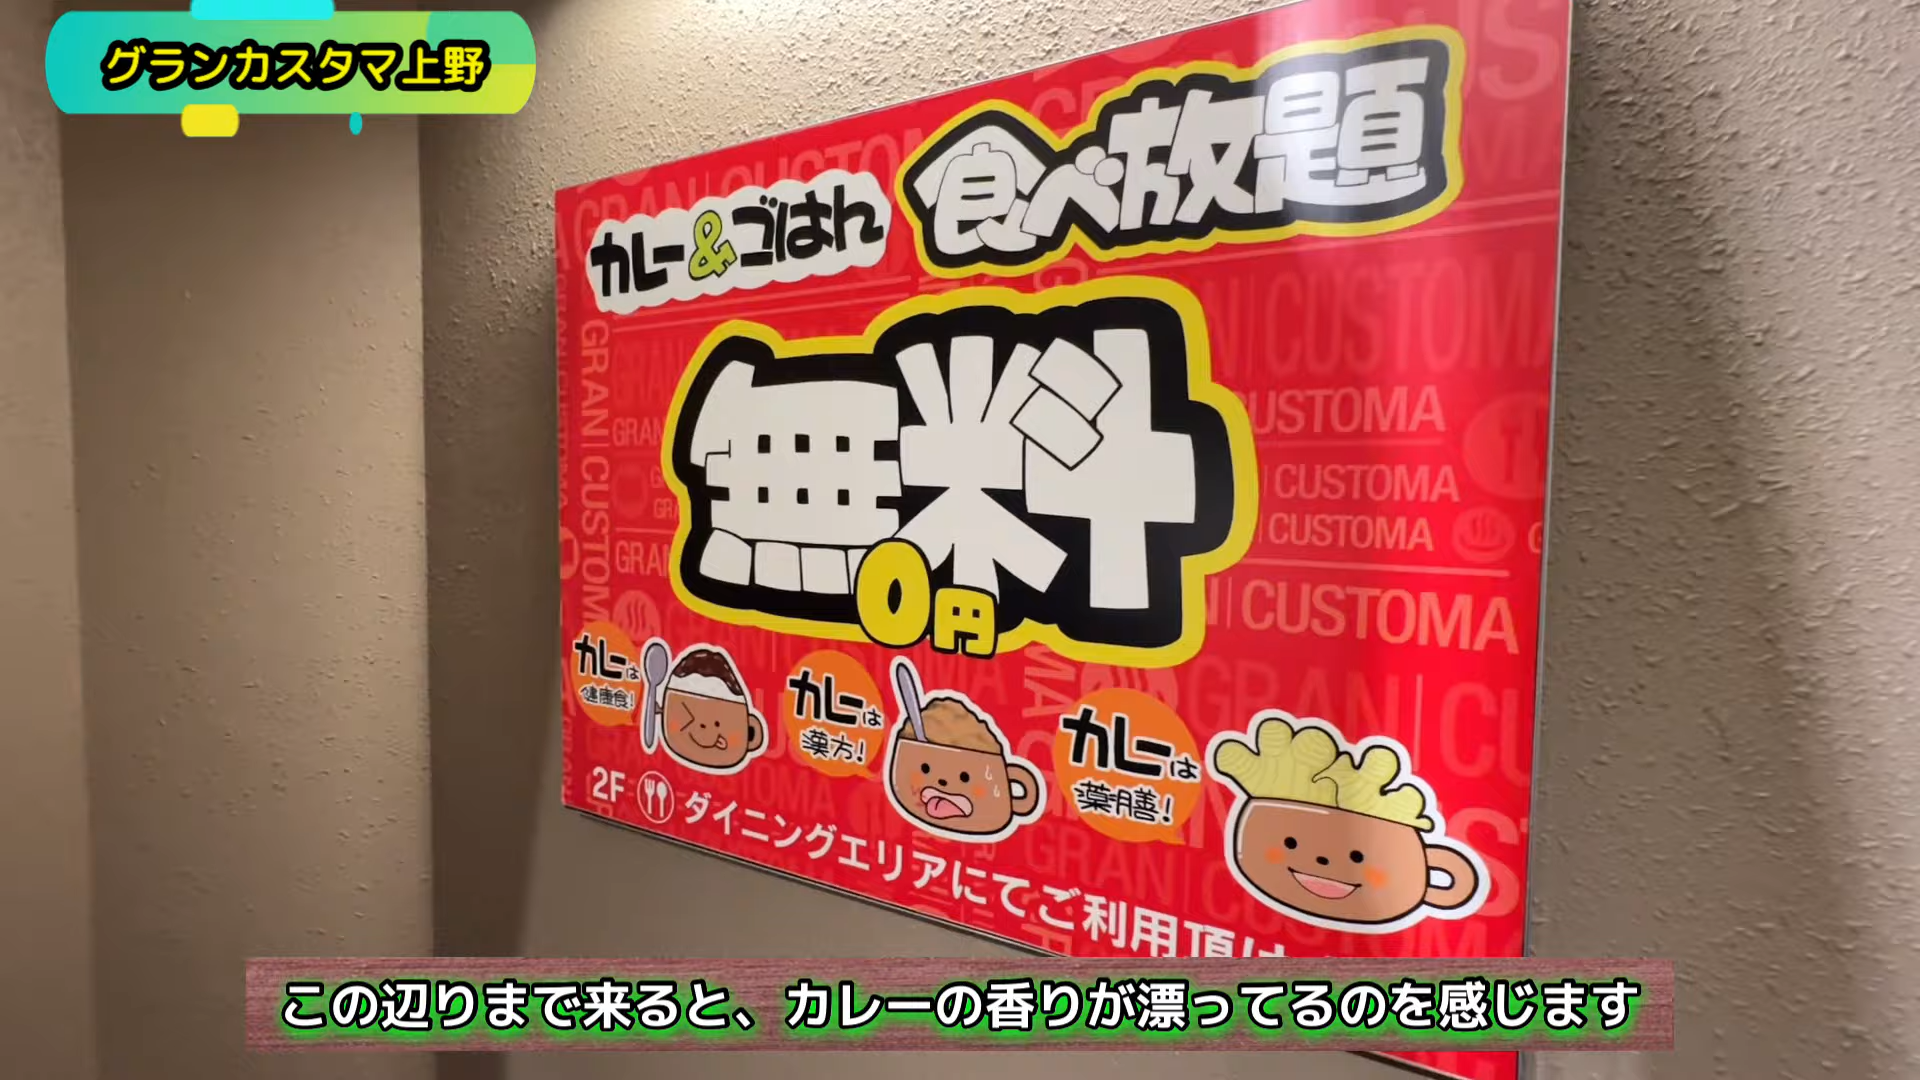 グランカスタマ上野
カレー&ごはん
食べ放題
無料
0円
カレーは
健康食!
カレーは
漢方!
カレーは
薬膳!
2F ダイニングエリアにてご利用頂け
GRAN|CUSTOMA
CUSTOMA
CUSTOMA
CUSTOMA
CUSTOMA
この辺りまで来ると、カレーの香りが漂ってるのを感じます